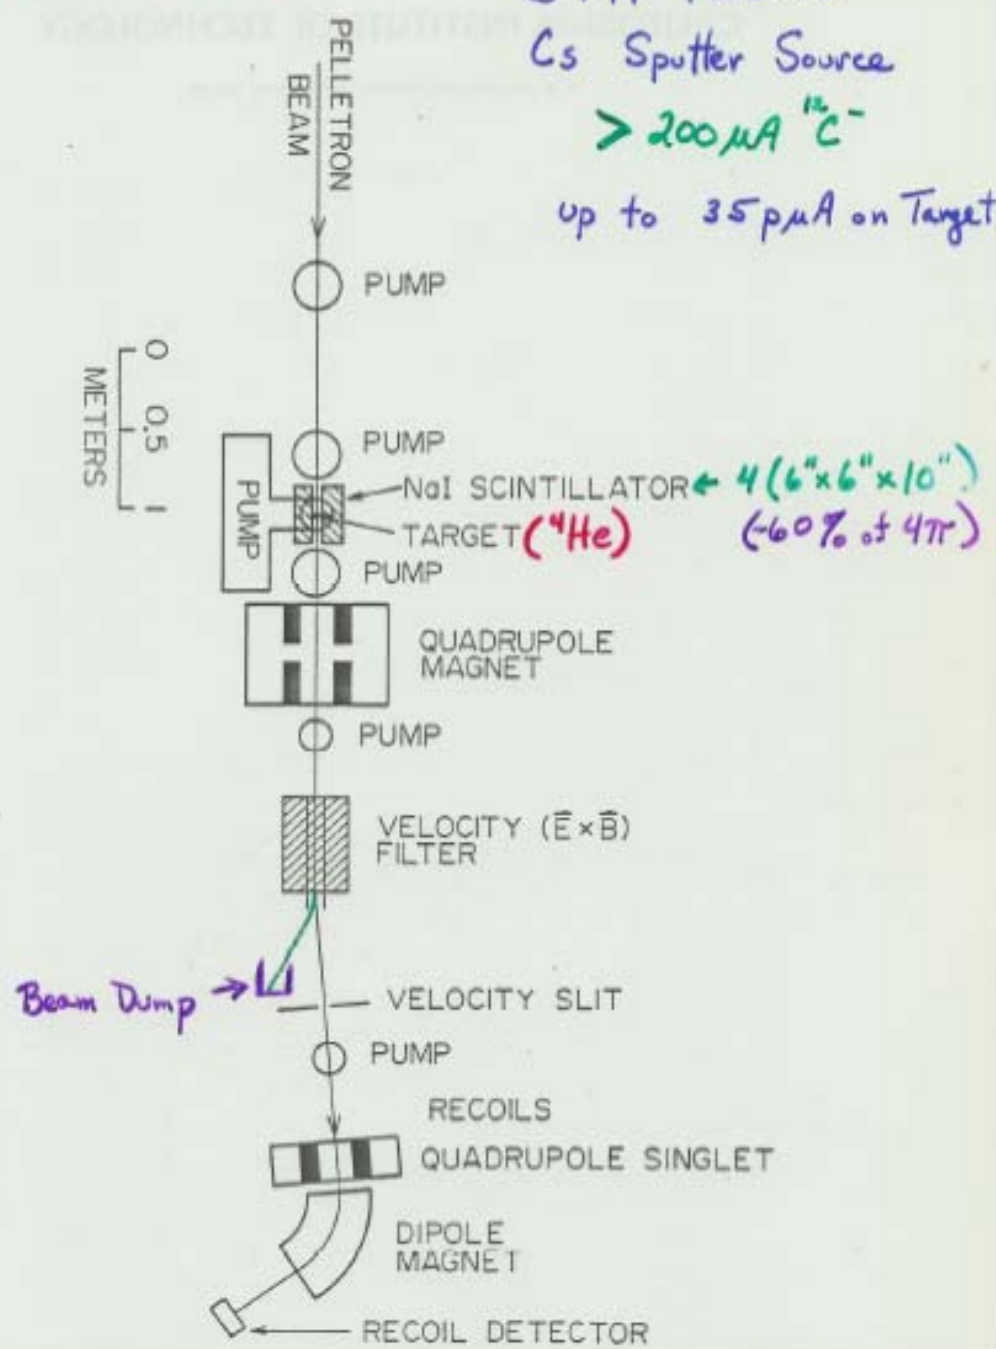 Cs Sputter Source
> 200 μA ¹²C⁻
up to 35 pμA on Target
PELLETRON
BEAM
PUMP
0
0.5
1
METERS
PUMP
NaI SCINTILLATOR ← 4 (6"x6"x10")
PUMP
TARGET (⁴He)
(~60% of 4π)
PUMP
QUADRUPOLE
MAGNET
PUMP
VELOCITY (E⃗ x B⃗)
FILTER
Beam Dump →
VELOCITY SLIT
PUMP
RECOILS
QUADRUPOLE SINGLET
DIPOLE
MAGNET
RECOIL DETECTOR